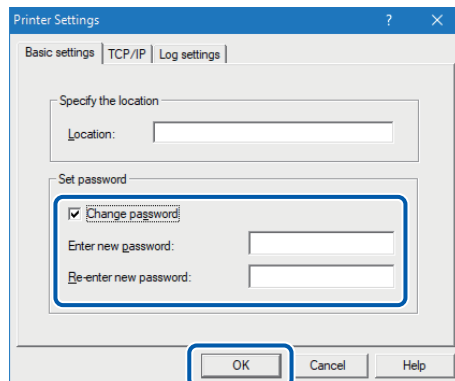 Printer Settings ? ×
Basic settings TCP/IP Log settings
Specify the location
Location:
Set password
Change password
Enter new password:
Re-enter new password:
OK Cancel Help